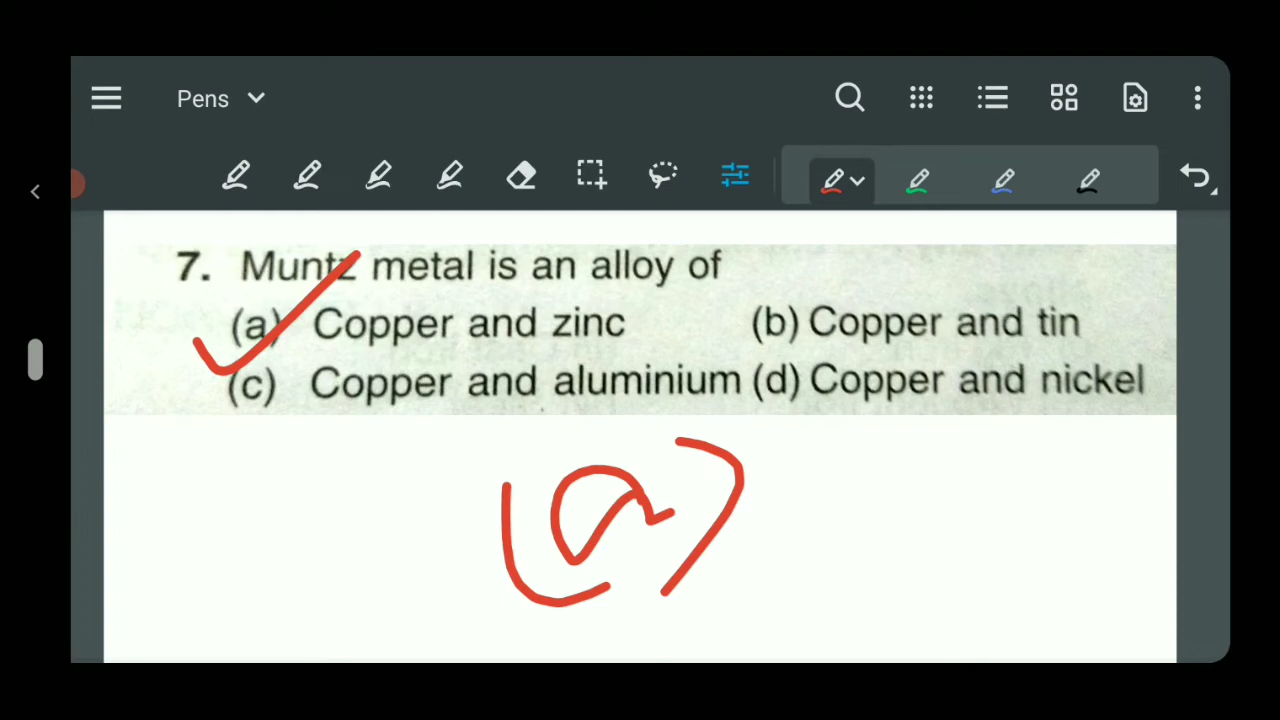 Pens
7. Muntz metal is an alloy of
(a) Copper and zinc (b) Copper and tin
(c) Copper and aluminium (d) Copper and nickel
(a)